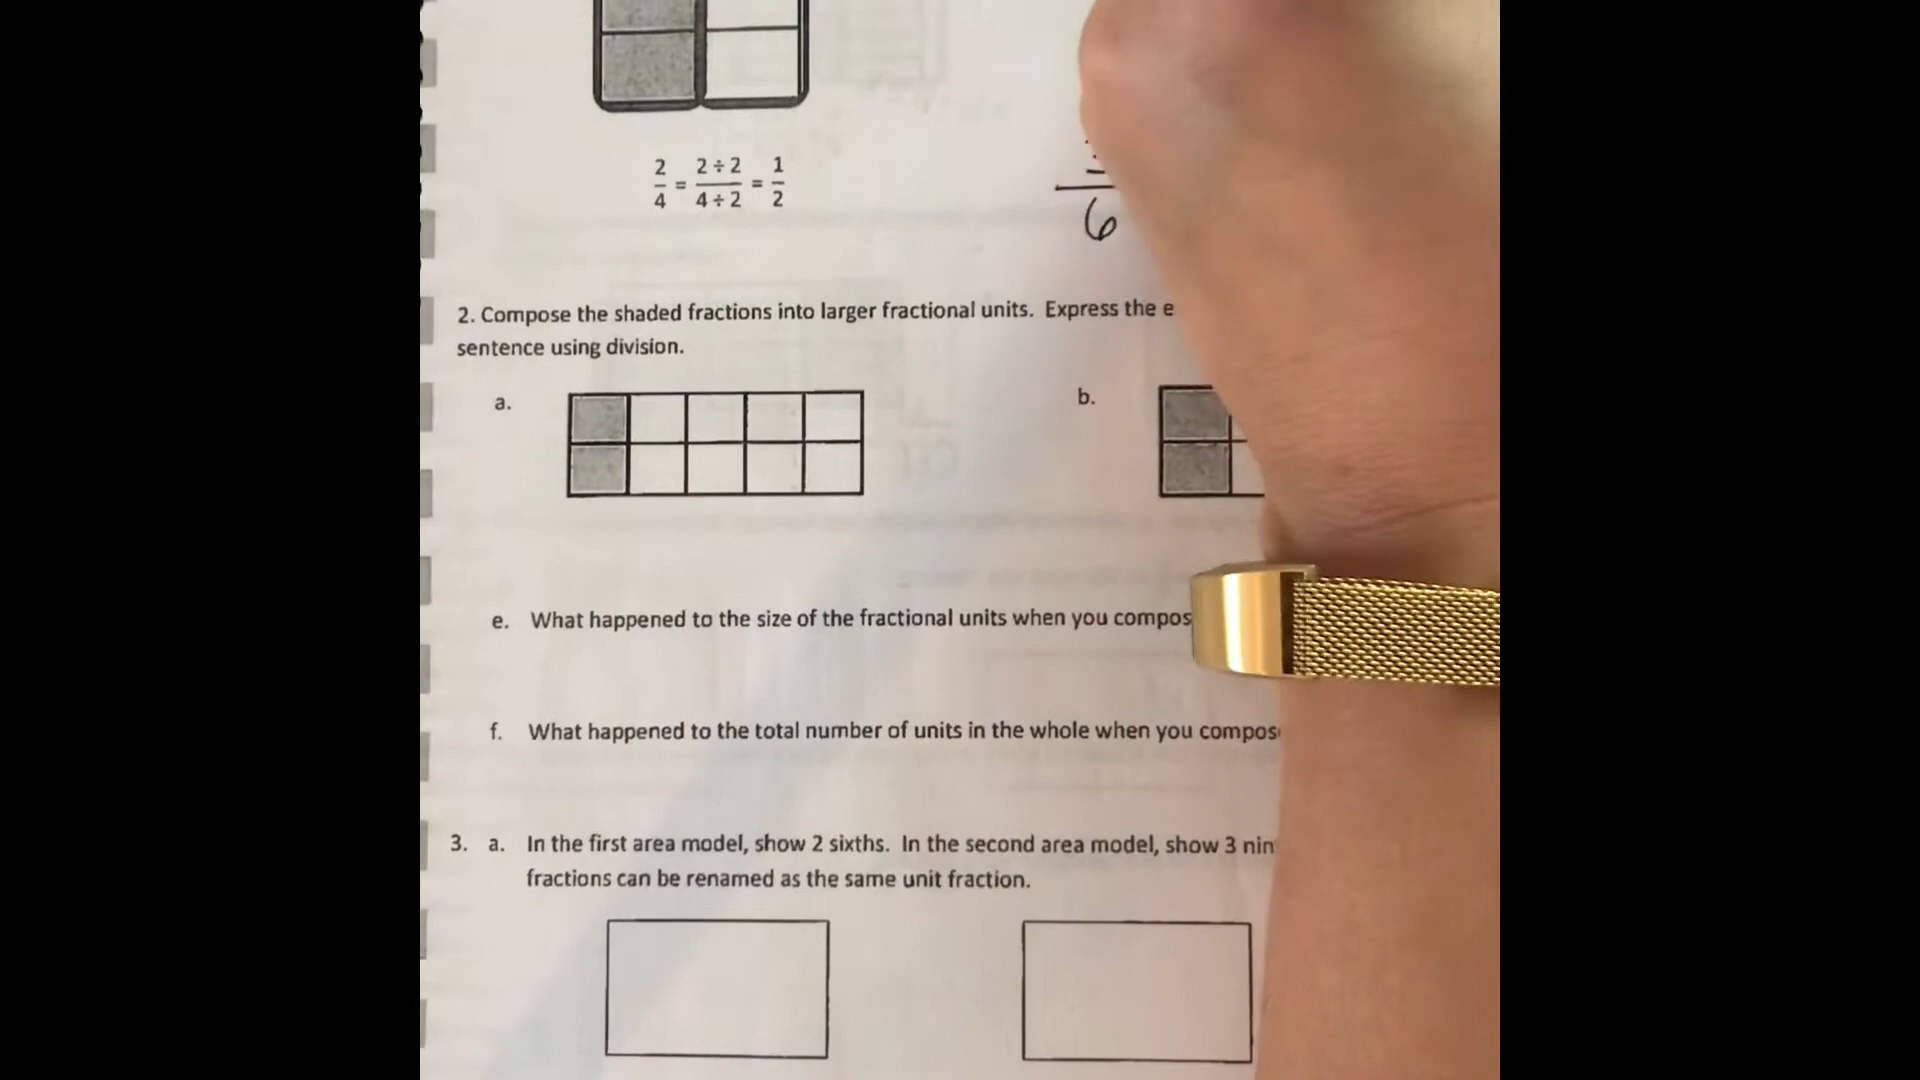 2/4 = 2 ÷ 2 / 4 ÷ 2 = 1/2
6
2. Compose the shaded fractions into larger fractional units. Express the e
sentence using division.
a. b.
e. What happened to the size of the fractional units when you compos
f. What happened to the total number of units in the whole when you compos
3. a. In the first area model, show 2 sixths. In the second area model, show 3 nin
fractions can be renamed as the same unit fraction.